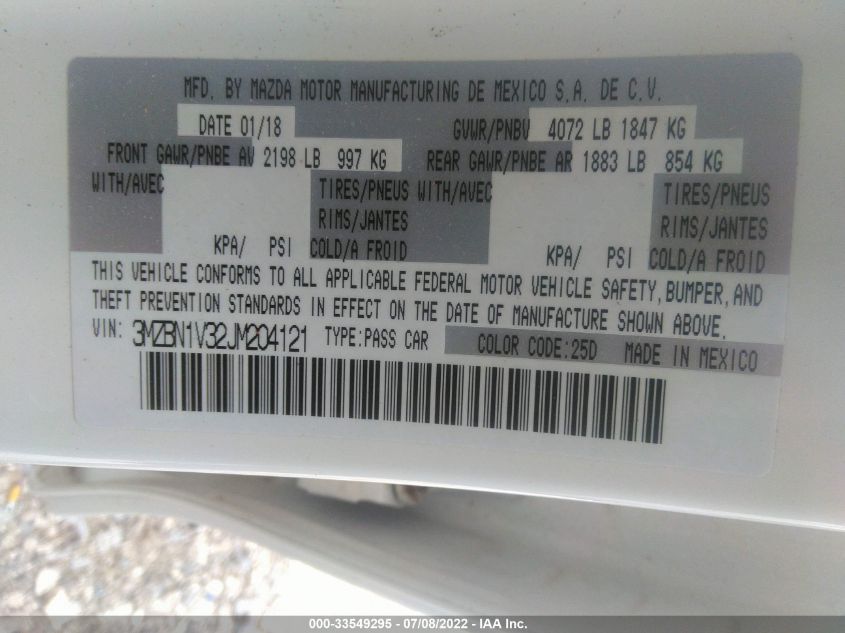 MFD. BY MAZDA MOTOR MANUFACTURING DE MEXICO S.A. DE C.V.
DATE 01/18 GVWR/PNBV 4072 LB 1847 KG
FRONT GAWR/PNBE AV 2198 LB 997 KG REAR GAWR/PNBE AR 1883 LB 854 KG
WITH/AVEC TIRES/PNEUS WITH/AVEC TIRES/PNEUS
RIMS/JANTES RIMS/JANTES
KPA/ PSI COLD/A FROID KPA/ PSI COLD/A FROID
THIS VEHICLE CONFORMS TO ALL APPLICABLE FEDERAL MOTOR VEHICLE SAFETY, BUMPER, AND
THEFT PREVENTION STANDARDS IN EFFECT ON THE DATE OF MANUFACTURE SHOWN ABOVE.
VIN: 3MZBN1V32JM204121 TYPE:PASS CAR COLOR CODE:25D MADE IN MEXICO
000-33549295 - 07/08/2022 - IAA Inc.